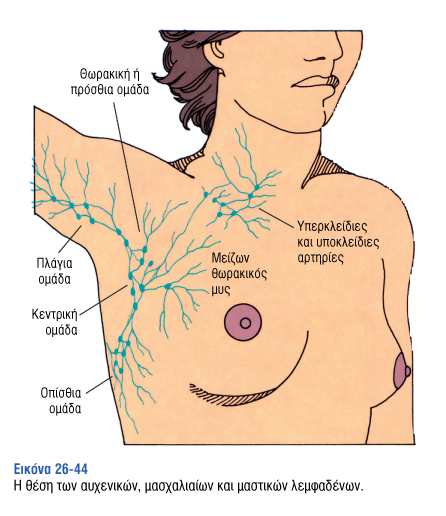 Θωρακική ή
πρόσθια ομάδα
Υπερκλείδιες
και υποκλείδιες
αρτηρίες
Πλάγια
ομάδα
Μείζων
θωρακικός
μυς
Κεντρική
ομάδα
Οπίσθια
ομάδα
Εικόνα 26-44
Η θέση των αυχενικών, μασχαλιαίων και μαστικών λεμφαδένων.